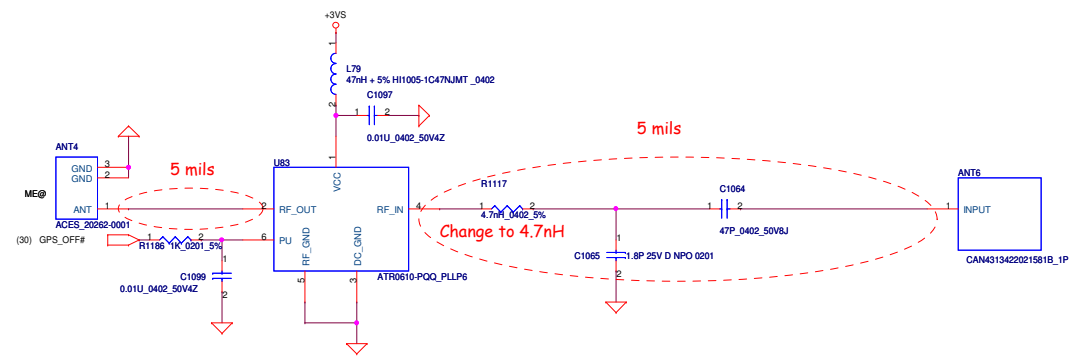 +3VS
1
L79
47nH + 5% HI1005-1C47NJMT _0402
2
C1097
1 2
0.01U_0402_50V4Z
5 mils
ANT4
GND 3
GND 2
ME@
ANT 1
ACES_20262-0001
5 mils
U83
1
VCC
2 RF_OUT
RF_IN 4
6 PU
RF_GND
DC_GND
5
3
ATR0610-PQQ_PLLP6
(30) GPS_OFF#
1 2
R1186 1K_0201_5%
1
C1099
0.01U_0402_50V4Z
2
R1117
1 2
4.7nH_0402_5%
Change to 4.7nH
C1064
1 2
47P_0402_50V8J
1
C1065 1.8P 25V D NPO 0201
2
ANT6
1 INPUT
CAN4313422021581B_1P